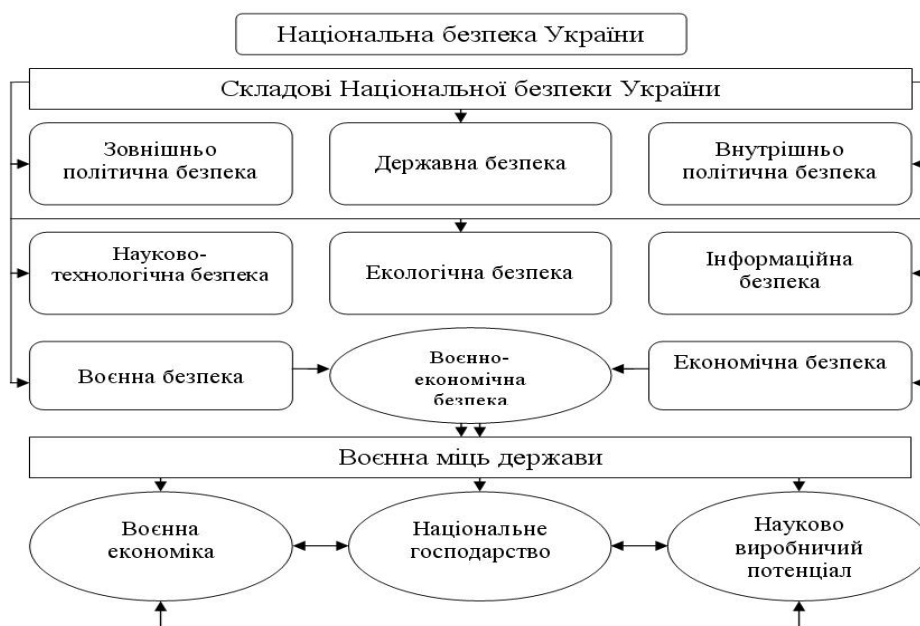 Національна безпека України
Складові Національної безпеки України
Зовнішньо
політична безпека
Державна безпека
Внутрішньо
політична безпека
Науково-
технологічна безпека
Екологічна безпека
Інформаційна
безпека
Воєнна безпека
Воєнно-
економічна
безпека
Економічна безпека
Воєнна міць держави
Воєнна
економіка
Національне
господарство
Науково
виробничий
потенціал